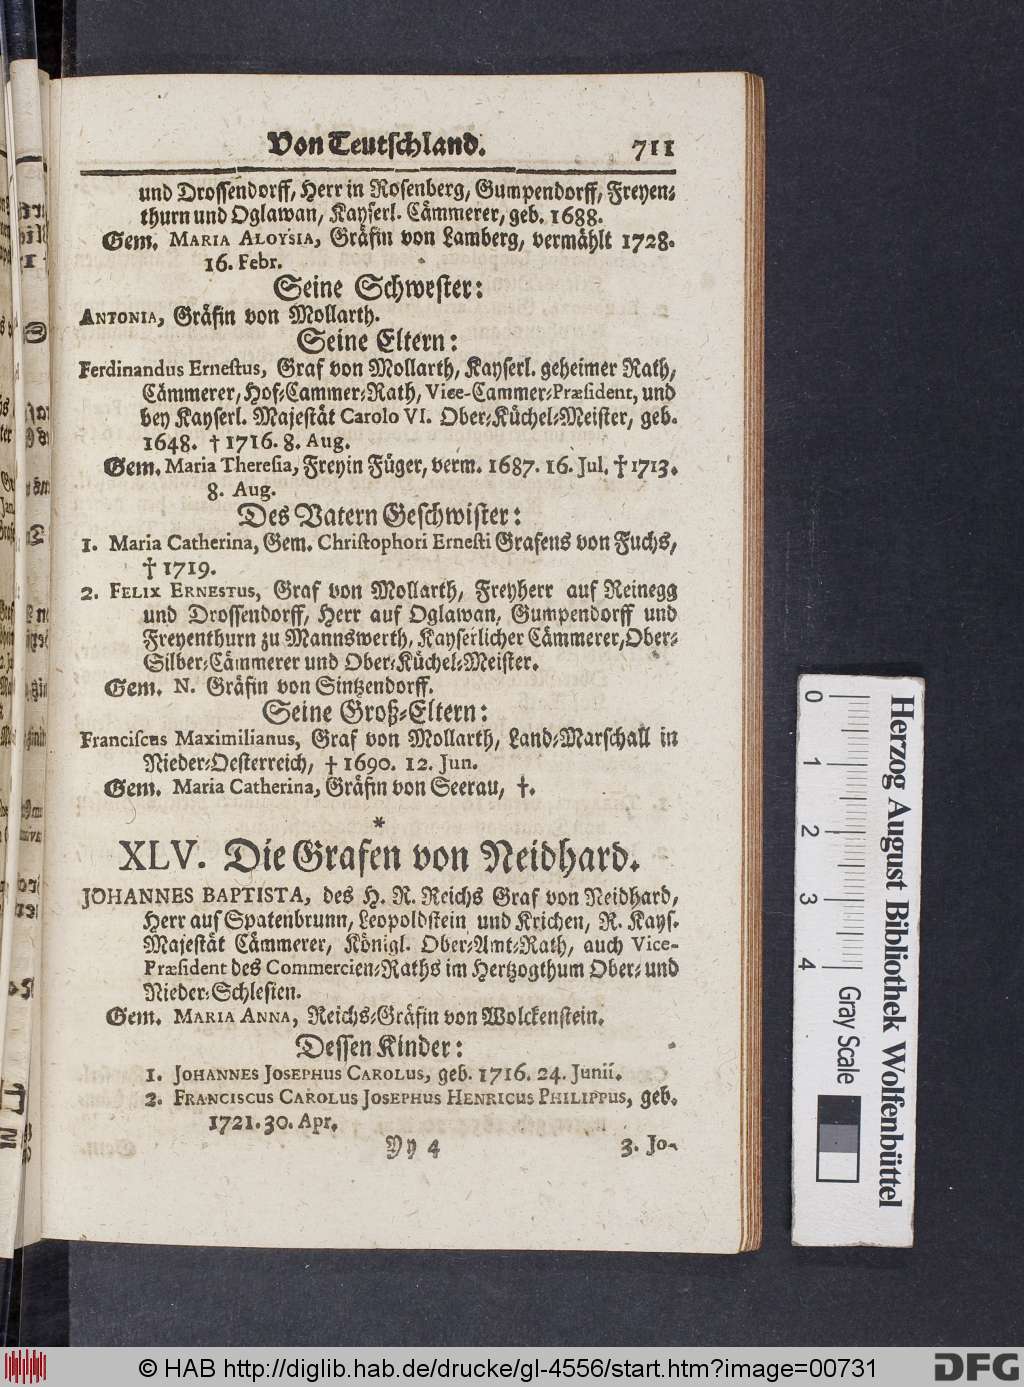 Von Teutschland. 711
und Drossendorff, Herr in Rosenberg, Gumpendorff, Freyen-
thurn und Oglawan, Kayserl. Cämmerer, geb. 1688.
Gem. MARIA ALOYSIA, Gräfin von Lamberg, vermählt 1728.
16. Febr.
Seine Schwester:
ANTONIA, Gräfin von Mollarth.
Seine Eltern:
Ferdinandus Ernestus, Graf von Mollarth, Kayserl. geheimer Rath,
Cämmerer, Hof-Cammer-Rath, Vice-Cammer-Præsident, und
bey Kayserl. Majestät Carolo VI. Ober-Küchel-Meister, geb.
1648. † 1716. 8. Aug.
Gem. Maria Theresia, Freyin Füger, verm. 1687. 16. Jul. † 1713.
8. Aug.
Des Vatern Geschwister:
1. Maria Catherina, Gem. Christophori Ernesti Grafens von Fuchs,
† 1719.
2. FELIX ERNESTUS, Graf von Mollarth, Freyherr auf Reinegg
und Drossendorff, Herr auf Oglawan, Gumpendorff und
Freyenthurn zu Mannswerth, Kayserlicher Cämmerer, Ober-
Silber-Cämmerer und Ober-Küchel-Meister.
Gem. N. Gräfin von Sintzendorff.
Seine Groß-Eltern:
Franciscus Maximilianus, Graf von Mollarth, Land-Marschall in
Nieder-Oesterreich, † 1690. 12. Jun.
Gem. Maria Catherina, Gräfin von Seerau, †.
*
XLV. Die Grafen von Neidhard.
JOHANNES BAPTISTA, des H. R. Reichs Graf von Neidhard,
Herr auf Spatenbrunn, Leopoldstein und Krichen, R. Kays.
Majestät Cämmerer, Königl. Ober-Amt-Rath, auch Vice-
Præsident des Commercien-Raths im Hertzogthum Ober- und
Nieder-Schlesien.
Gem. MARIA ANNA, Reichs-Gräfin von Wolckenstein.
Dessen Kinder:
1. JOHANNES JOSEPHUS CAROLUS, geb. 1716. 24. Junii.
2. FRANCISCUS CAROLUS JOSEPHUS HENRICUS PHILIPPUS, geb.
1721. 30. Apr.
Yy 4 3. Jo-
0 1 2 3 4
Gray Scale
Herzog August Bibliothek Wolfenbüttel
© HAB http://diglib.hab.de/drucke/gl-4556/start.htm?image=00731
DFG